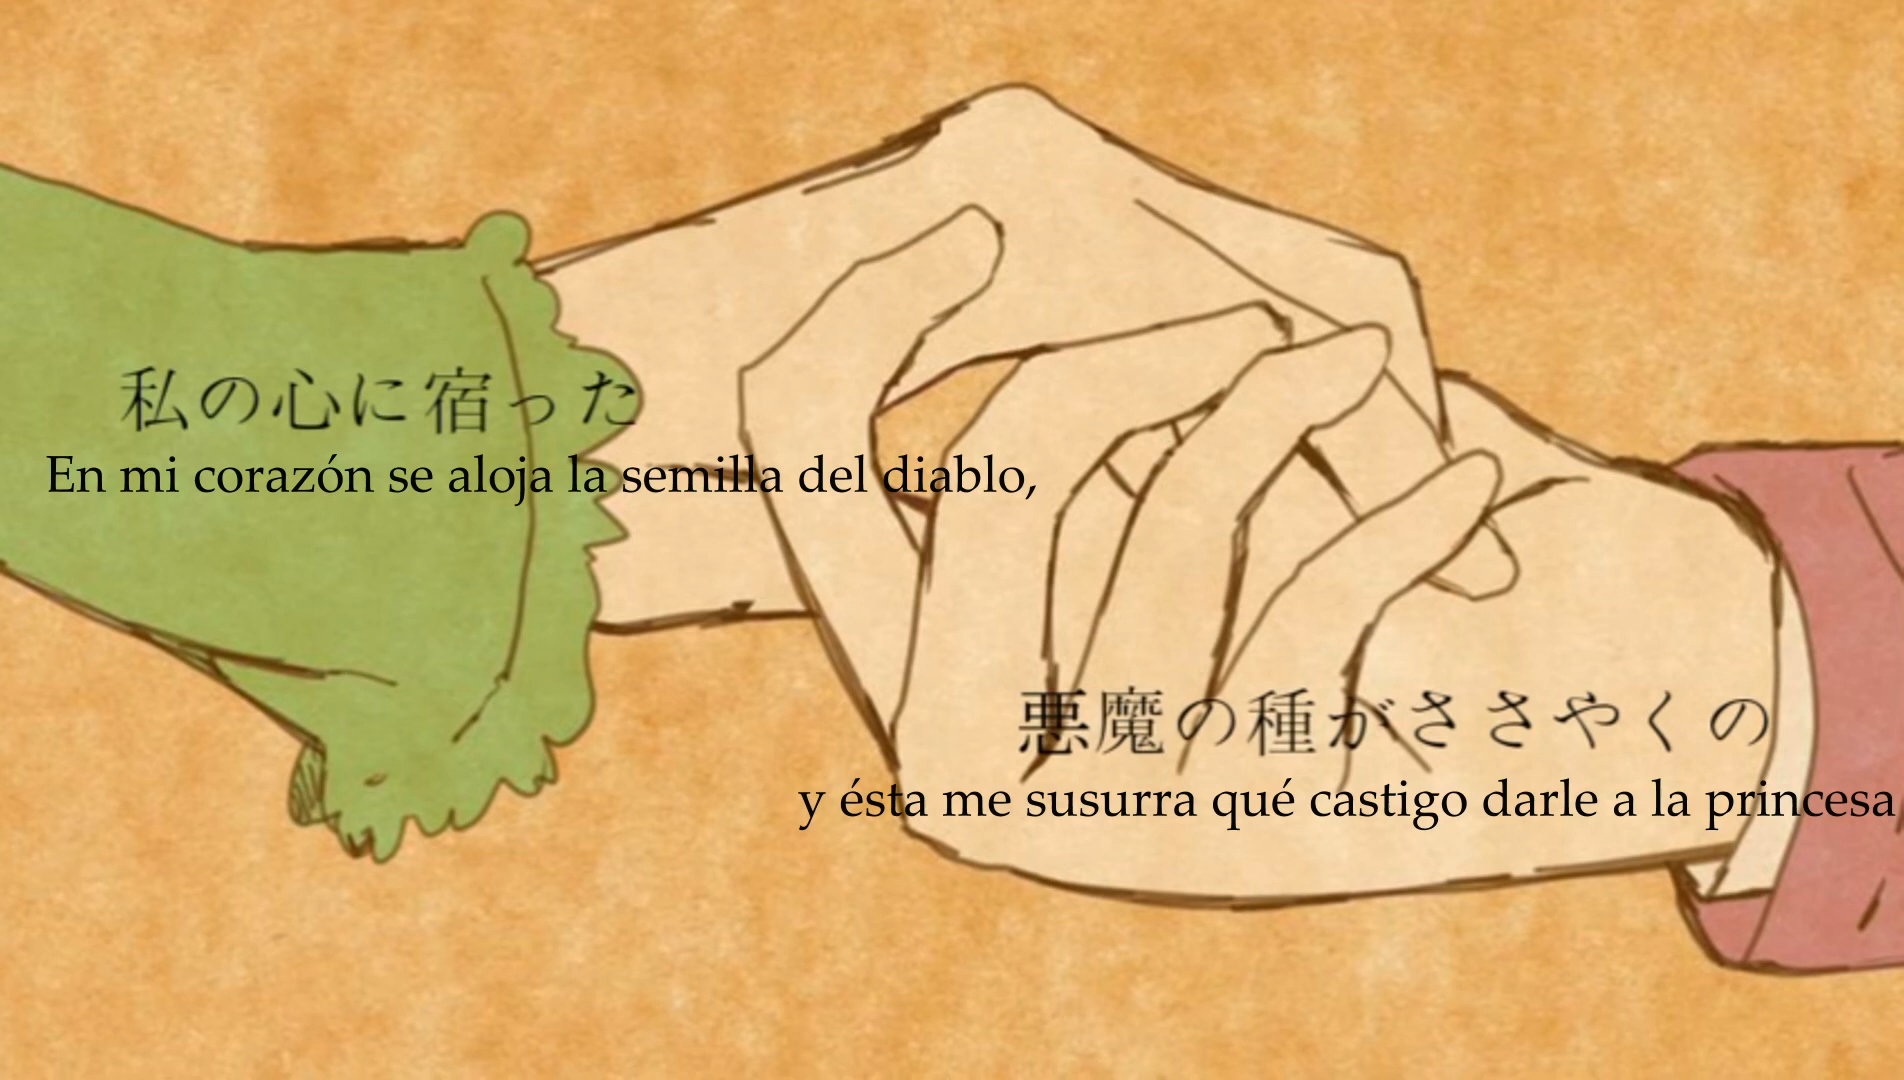 私の心に宿った
En mi corazón se aloja la semilla del diablo,
悪魔の種がささやくの
y ésta me susurra qué castigo darle a la princesa